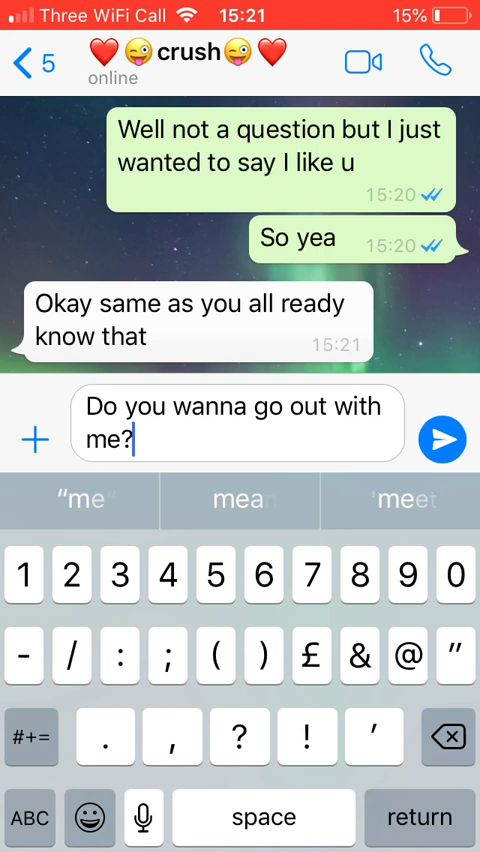 Three WiFi Call 15:21 15%
5 ❤️😜crush😜❤️
online
Well not a question but I just
wanted to say I like u
15:20
So yea 15:20
Okay same as you all ready
know that 15:21
Do you wanna go out with
me?
“me” mean 'meet
1 2 3 4 5 6 7 8 9 0
- / : ; ( ) £ & @ "
#+= . , ? ! ’
ABC space return